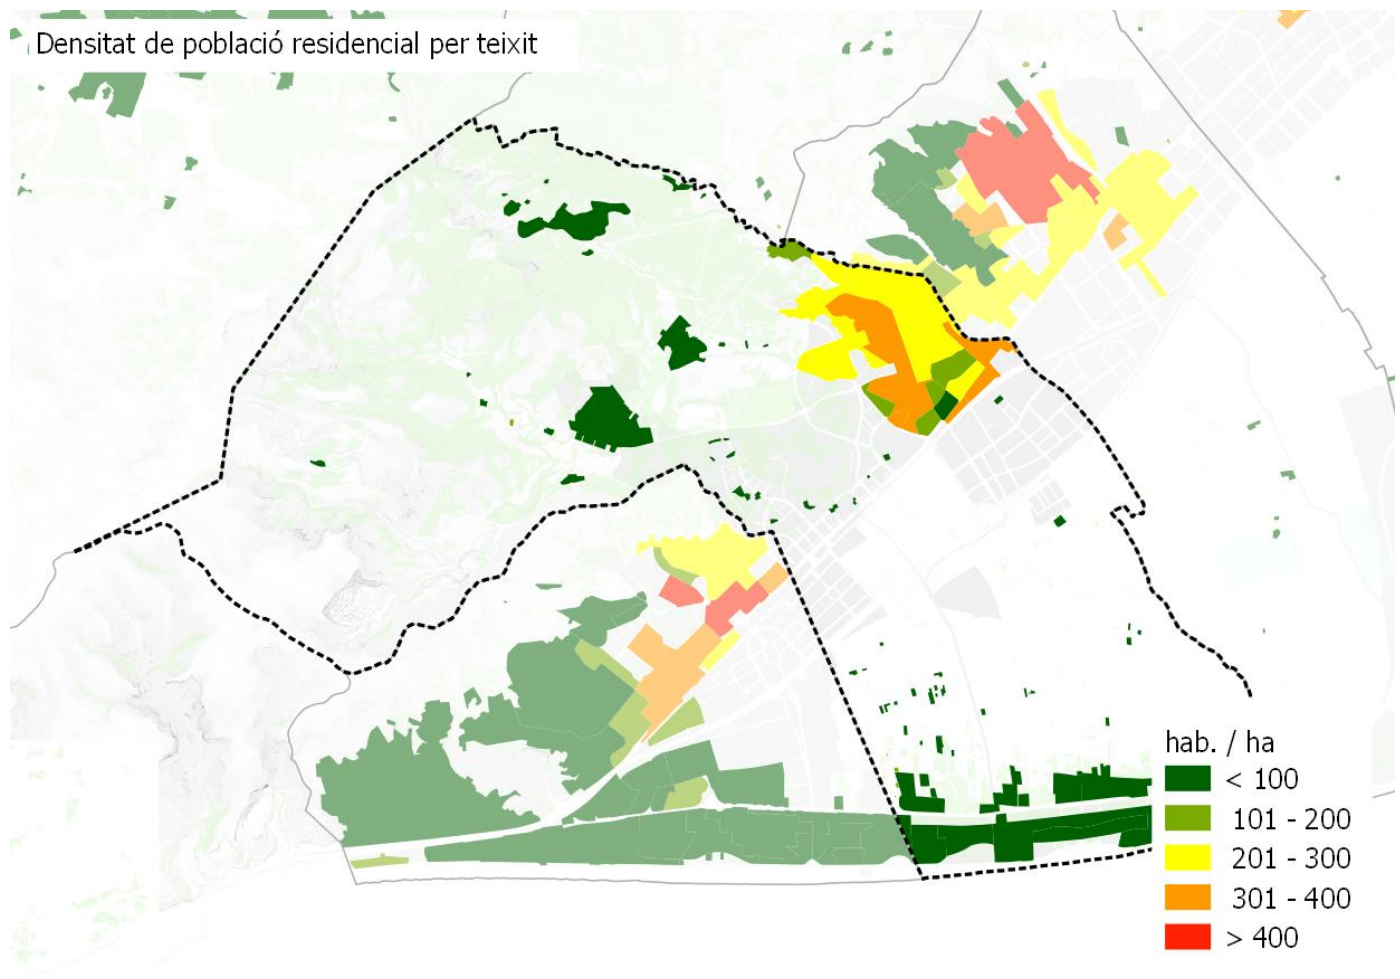 Densitat de població residencial per teixit
hab. / ha
< 100
101 - 200
201 - 300
301 - 400
> 400